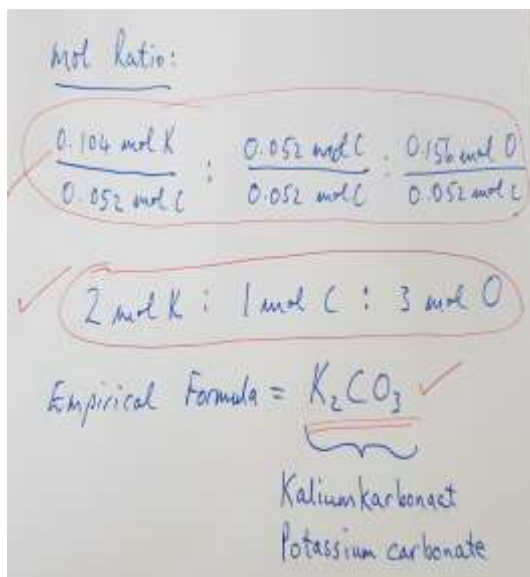 Mol Ratio:
0.104 mol K : 0.052 mol C : 0.156 mol O
0.052 mol C 0.052 mol C 0.052 mol C
2 mol K : 1 mol C : 3 mol O
Empirical Formula = K₂CO₃
Kaliumkarbonaat
Potassium carbonate